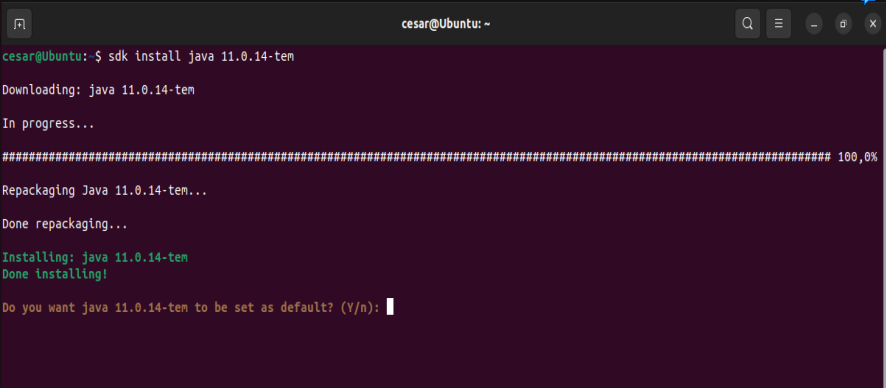 cesar@Ubuntu: ~
cesar@Ubuntu:~$ sdk install java 11.0.14-tem
Downloading: java 11.0.14-tem
In progress...
############################################################################################################################# 100,0%
Repackaging Java 11.0.14-tem...
Done repackaging...
Installing: java 11.0.14-tem
Done installing!
Do you want java 11.0.14-tem to be set as default? (Y/n):